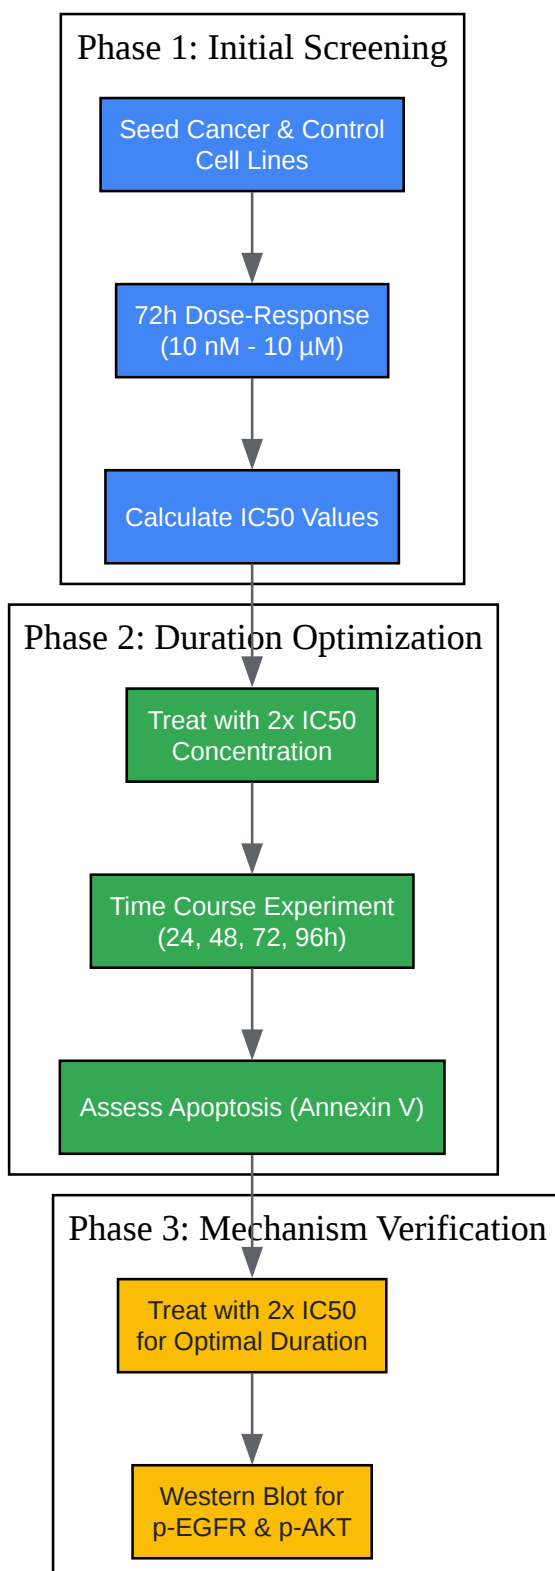 Phase 1: Initial Screening
Seed Cancer & Control
Cell Lines
72h Dose-Response
(10 nM - 10 µM)
Calculate IC50 Values
Phase 2: Duration Optimization
Treat with 2x IC50
Concentration
Time Course Experiment
(24, 48, 72, 96h)
Assess Apoptosis (Annexin V)
Phase 3: Mechanism Verification
Treat with 2x IC50
for Optimal Duration
Western Blot for
p-EGFR & p-AKT